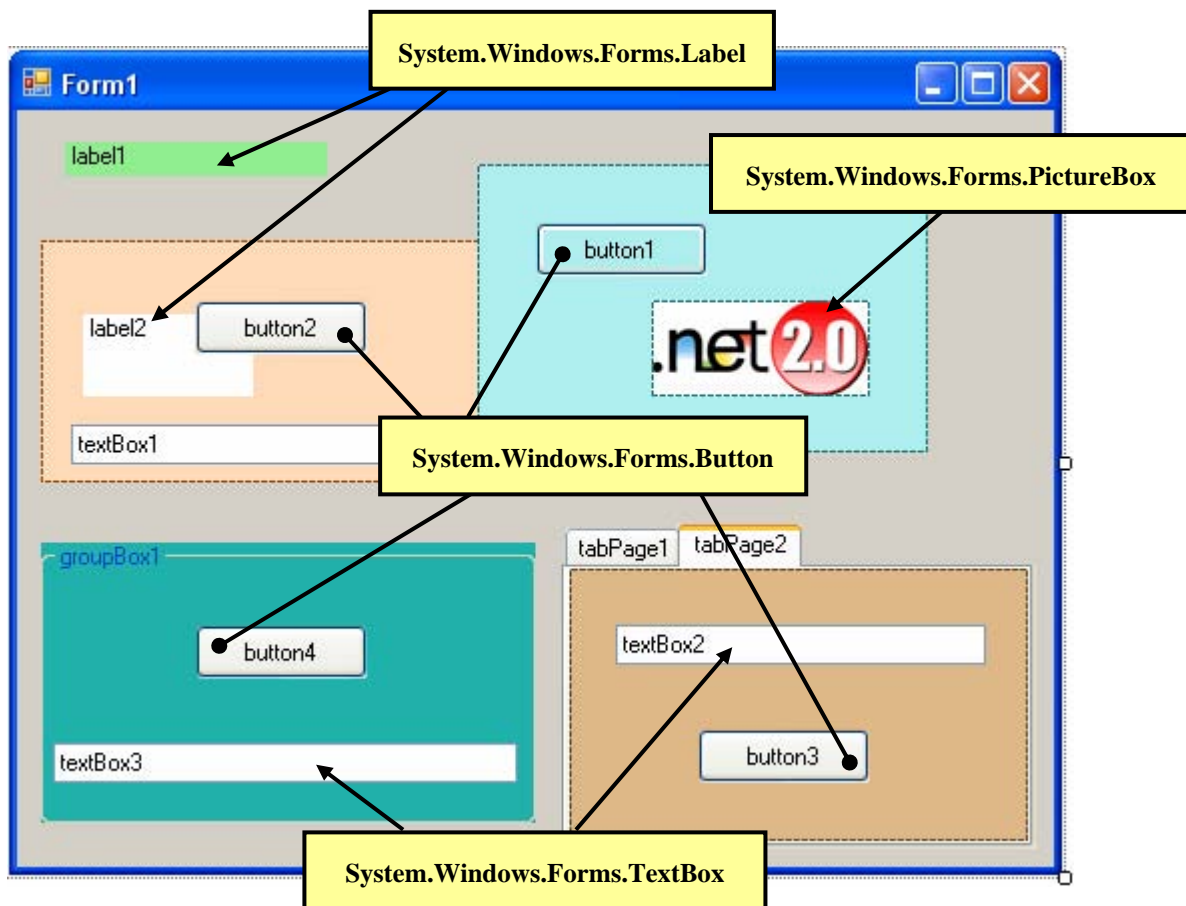 System.Windows.Forms.Label
Form1
label1
System.Windows.Forms.PictureBox
button1
label2
button2
.net 2.0
textBox1
System.Windows.Forms.Button
groupBox1
tabPage1
tabPage2
button4
textBox2
textBox3
button3
System.Windows.Forms.TextBox